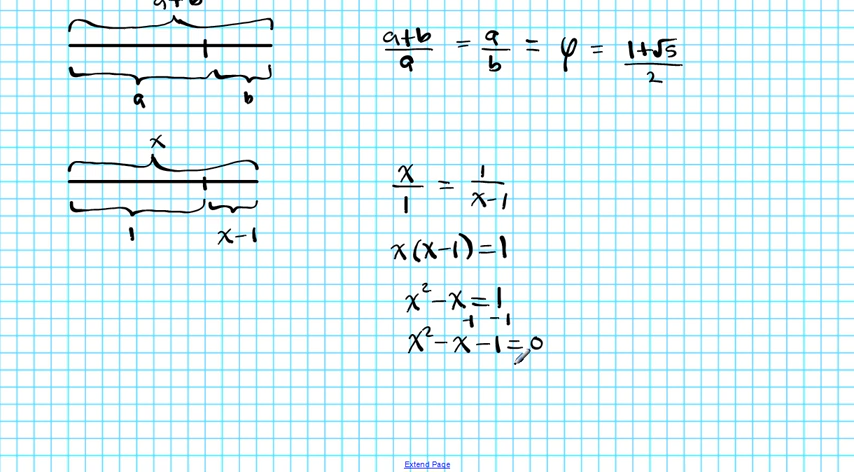 a+b
a b
(a+b)/a = a/b = φ = (1+√5)/2
x
1 x-1
x/1 = 1/(x-1)
x(x-1)=1
x²-x=1
-1 -1
x²-x-1=0
Extend Page